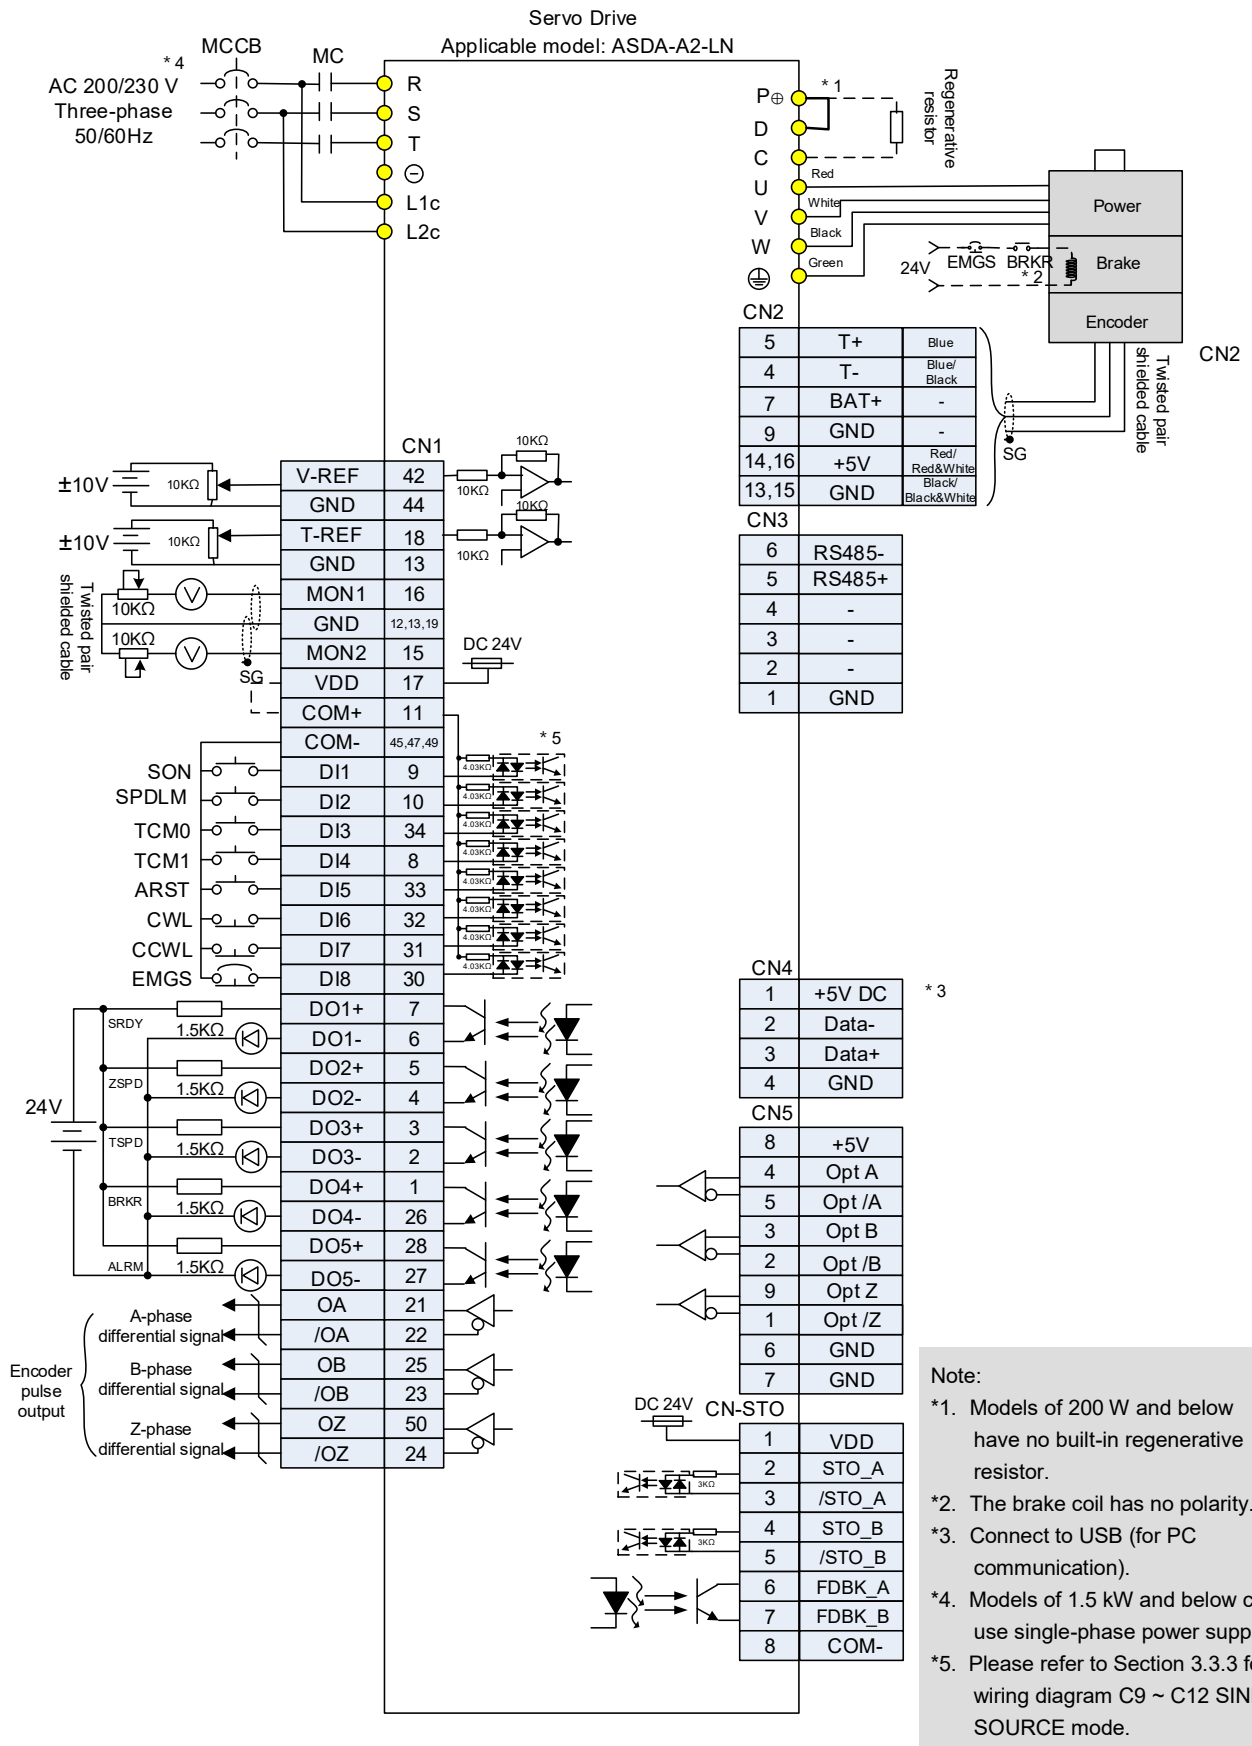 Servo Drive
Applicable model: ASDA-A2-LN
MCCB
MC
* 4
AC 200/230 V
Three-phase
50/60Hz
R
S
T
⊖
L1c
L2c
P⊕
D
C
U
V
W
* 1
Regenerative
resistor
Red
White
Black
Green
24V
EMGS
BRKR
* 2
Power
Brake
Encoder
CN2
Twisted pair
shielded cable
SG
CN2
5 T+ Blue
4 T- Blue/
Black
7 BAT+ -
9 GND -
14,16 +5V Red/
Red&White
13,15 GND Black/
Black&White
CN3
6 RS485-
5 RS485+
4 -
3 -
2 -
1 GND
CN1
±10V 10KΩ V-REF 42 10KΩ 10KΩ
GND 44
±10V 10KΩ T-REF 18 10KΩ 10KΩ
GND 13
Twisted pair
shielded cable
10KΩ V MON1 16
GND 12,13,19
10KΩ V MON2 15
SG
DC 24V
VDD 17
COM+ 11
COM- 45,47,49
* 5
SON DI1 9 4.03KΩ
SPDLM DI2 10 4.03KΩ
TCM0 DI3 34 4.03KΩ
TCM1 DI4 8 4.03KΩ
ARST DI5 33 4.03KΩ
CWL DI6 32 4.03KΩ
CCWL DI7 31 4.03KΩ
EMGS DI8 30 4.03KΩ
24V
SRDY 1.5KΩ DO1+ 7
DO1- 6
ZSPD 1.5KΩ DO2+ 5
DO2- 4
TSPD 1.5KΩ DO3+ 3
DO3- 2
BRKR 1.5KΩ DO4+ 1
DO4- 26
ALRM 1.5KΩ DO5+ 28
DO5- 27
Encoder
pulse
output
A-phase
differential signal
OA 21
/OA 22
B-phase
differential signal
OB 25
/OB 23
Z-phase
differential signal
OZ 50
/OZ 24
CN4
1 +5V DC * 3
2 Data-
3 Data+
4 GND
CN5
8 +5V
4 Opt A
5 Opt /A
3 Opt B
2 Opt /B
9 Opt Z
1 Opt /Z
6 GND
7 GND
DC 24V
CN-STO
1 VDD
2 STO_A
3KΩ
3 /STO_A
4 STO_B
3KΩ
5 /STO_B
6 FDBK_A
7 FDBK_B
8 COM-
Note:
*1. Models of 200 W and below
have no built-in regenerative
resistor.
*2. The brake coil has no polarity.
*3. Connect to USB (for PC
communication).
*4. Models of 1.5 kW and below
use single-phase power
*5. Please refer to Section 3.3.3
wiring diagram C9 ~ C12
SOURCE mode.